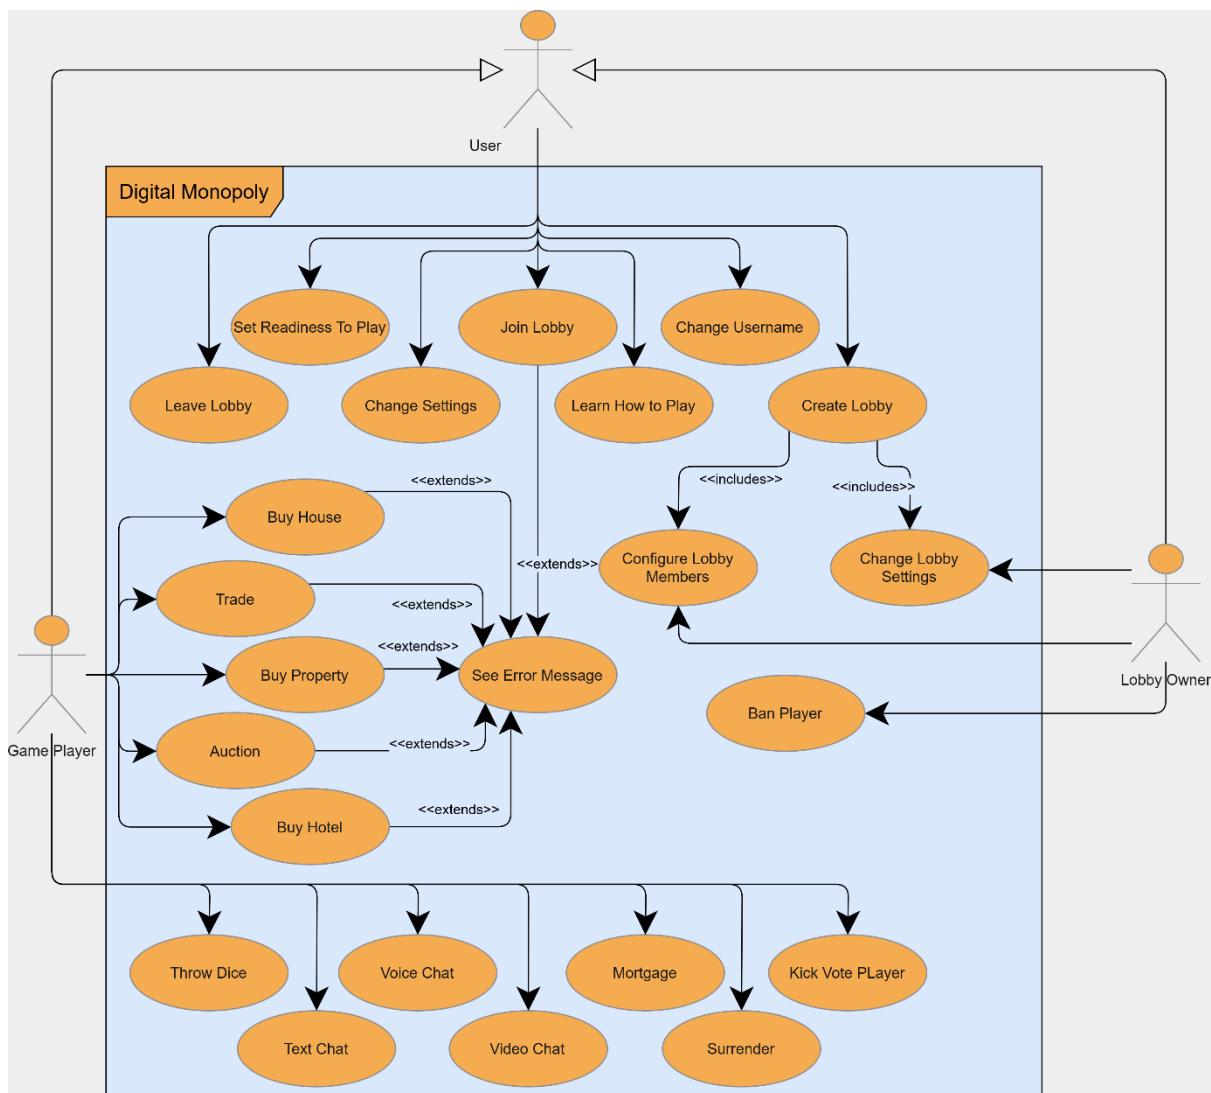 User
Digital Monopoly
Set Readiness To Play
Join Lobby
Change Username
Leave Lobby
Change Settings
Learn How to Play
Create Lobby
<<extends>>
<<includes>>
<<includes>>
Buy House
Configure Lobby
Members
Change Lobby
Settings
<<extends>>
Trade
<<extends>>
<<extends>>
Buy Property
See Error Message
Lobby Owner
Ban Player
Game Player
Auction
<<extends>>
<<extends>>
Buy Hotel
Throw Dice
Voice Chat
Mortgage
Kick Vote PLayer
Text Chat
Video Chat
Surrender